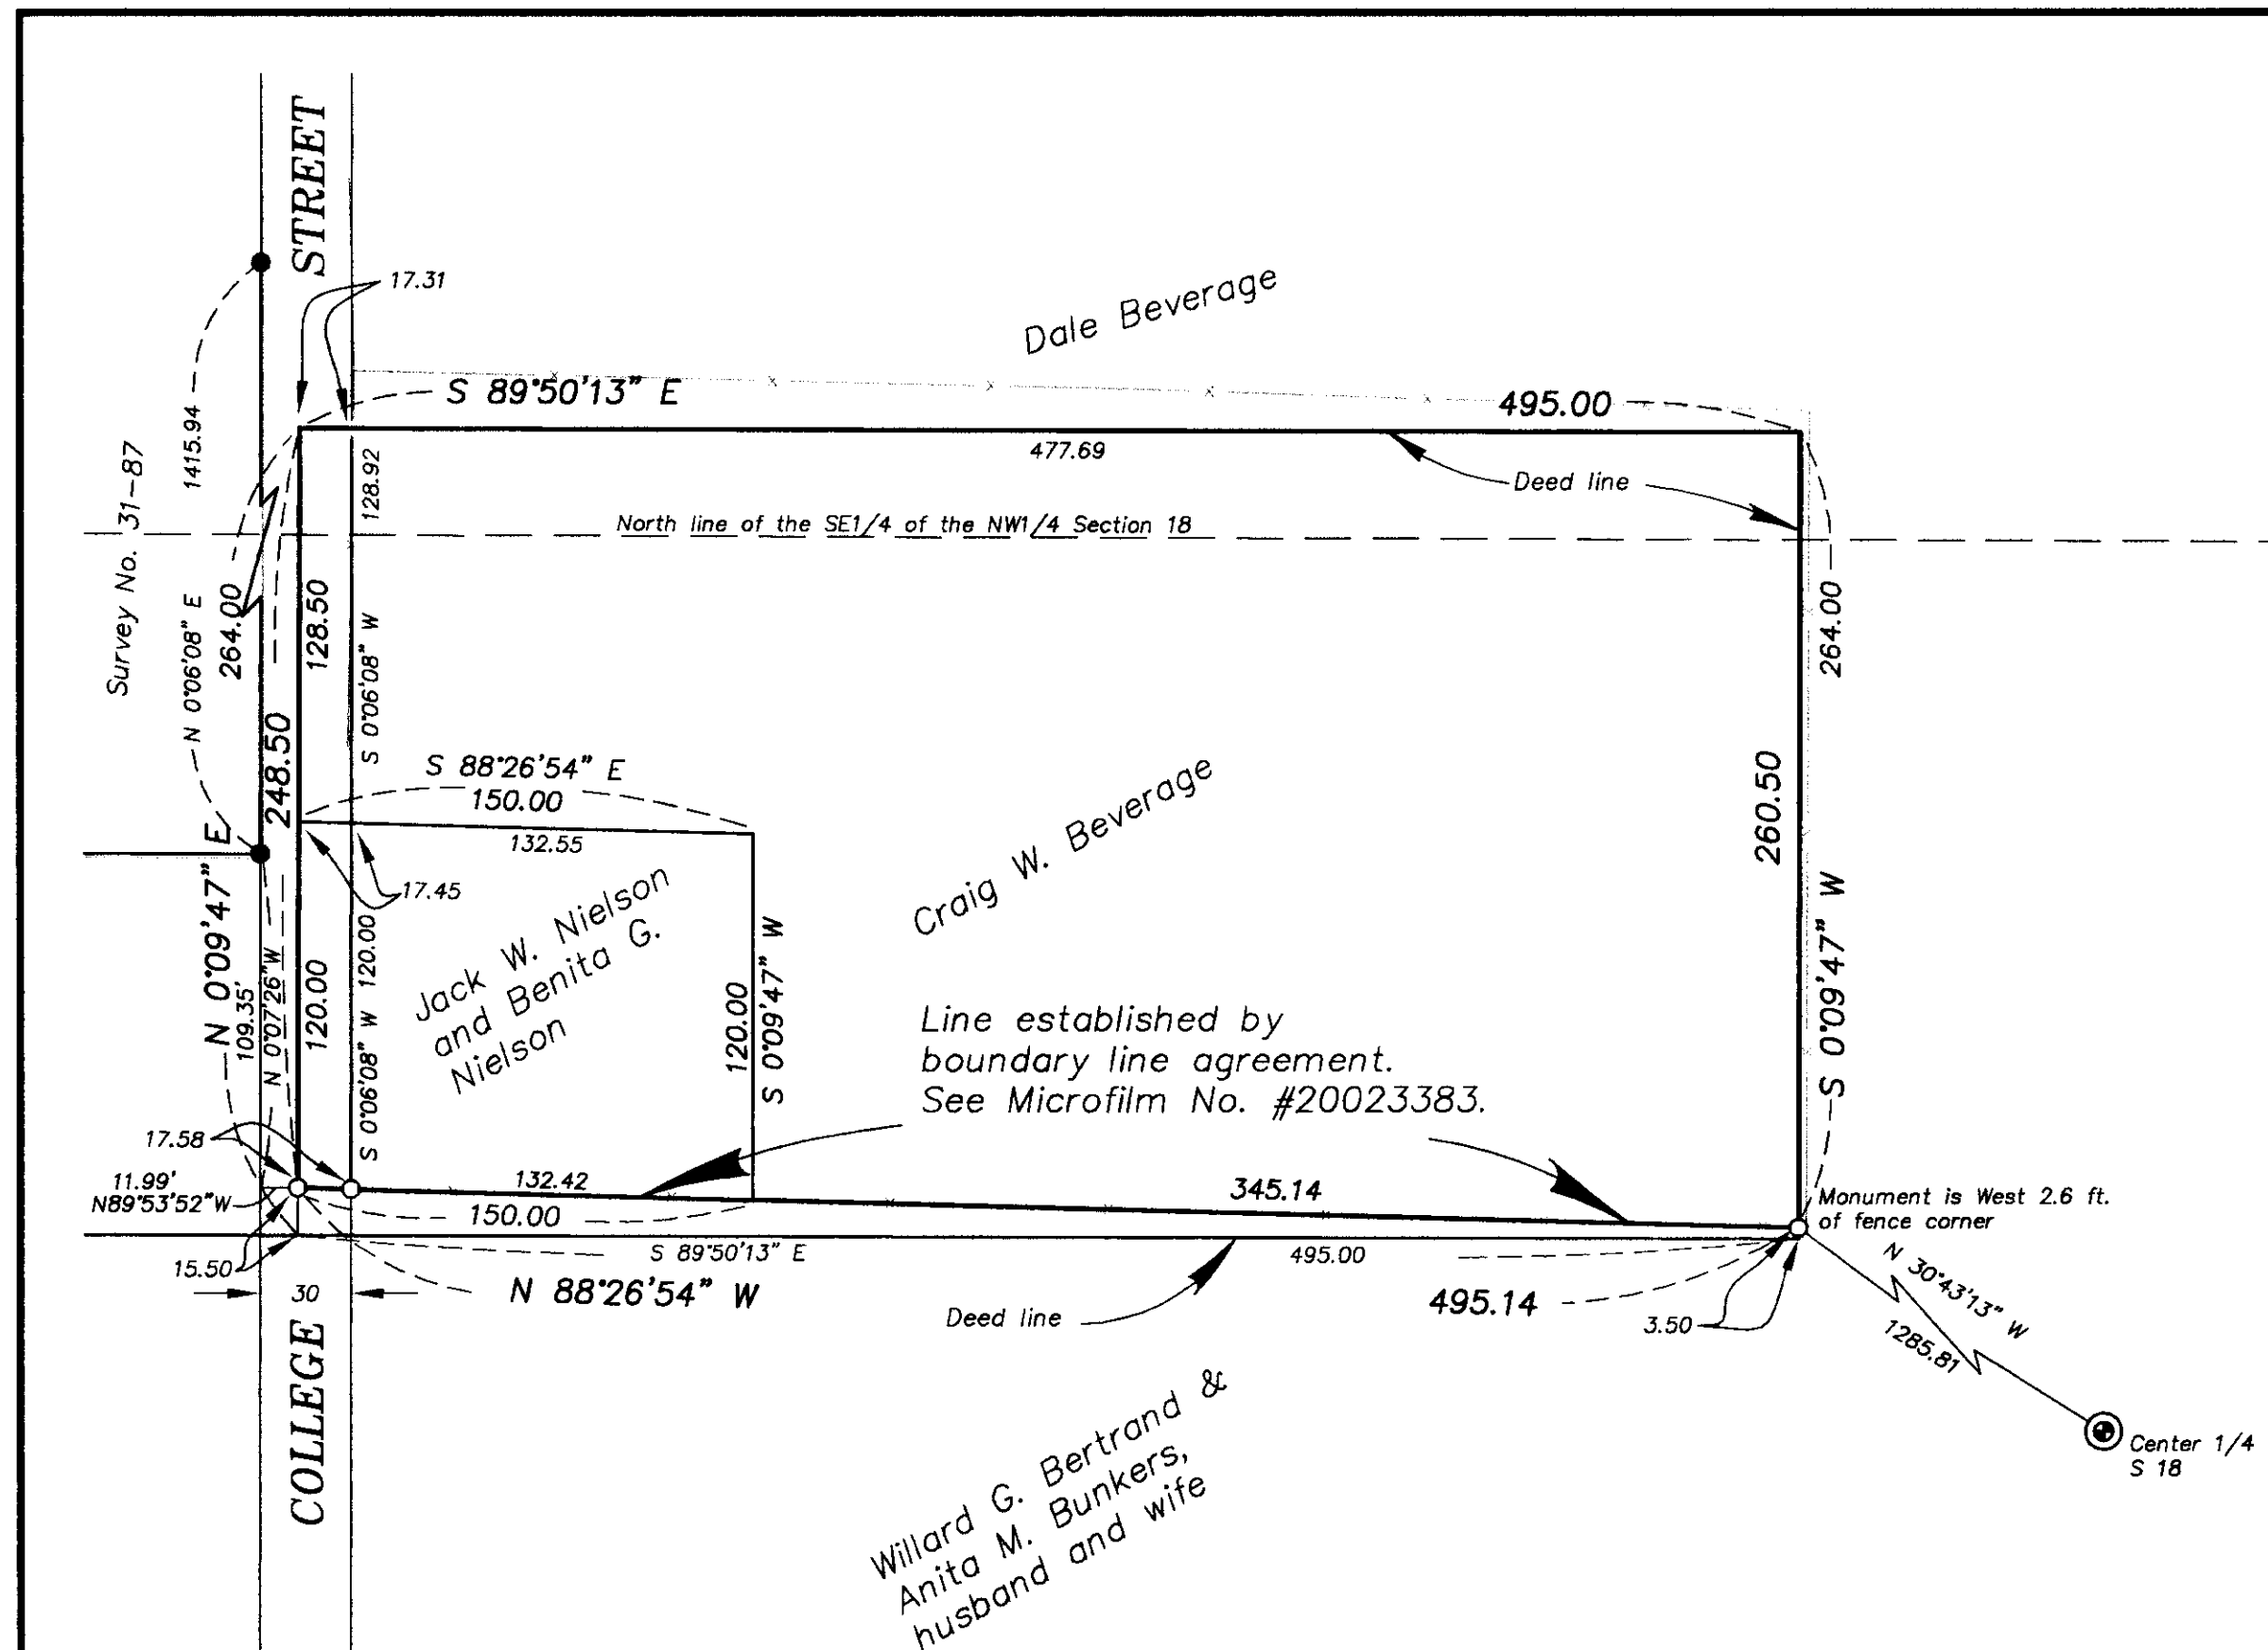 STREET
17.31
Dale Beverage
S 89°50'13" E
495.00
477.69
Deed line
1415.94
Survey No. 31-87
128.92
North line of the SE1/4 of the NW1/4 Section 18
N 0°06'08" E
264.00
128.50
S 0°06'08" W
264.00
248.50
S 88°26'54" E
150.00
132.55
260.50
17.45
Jack W. Nielson
and Benita G.
Nielson
Craig W. Beverage
N 0°09'47" E
109.35'
N 0°07'26"W
120.00
S 0°06'08" W 120.00
120.00
S 0°09'47" W
S 0°09'47" W
Line established by
boundary line agreement.
See Microfilm No. #20023383.
17.58
11.99'
N89°53'52"W
132.42
345.14
150.00
Monument is West 2.6 ft.
of fence corner
S 89°50'13" E
495.00
15.50
30
N 88°26'54" W
Deed line
495.14
3.50
N 30°43'13" W
1285.81
COLLEGE
Center 1/4
S 18
Willard G. Bertrand &
Anita M. Bunkers,
husband and wife